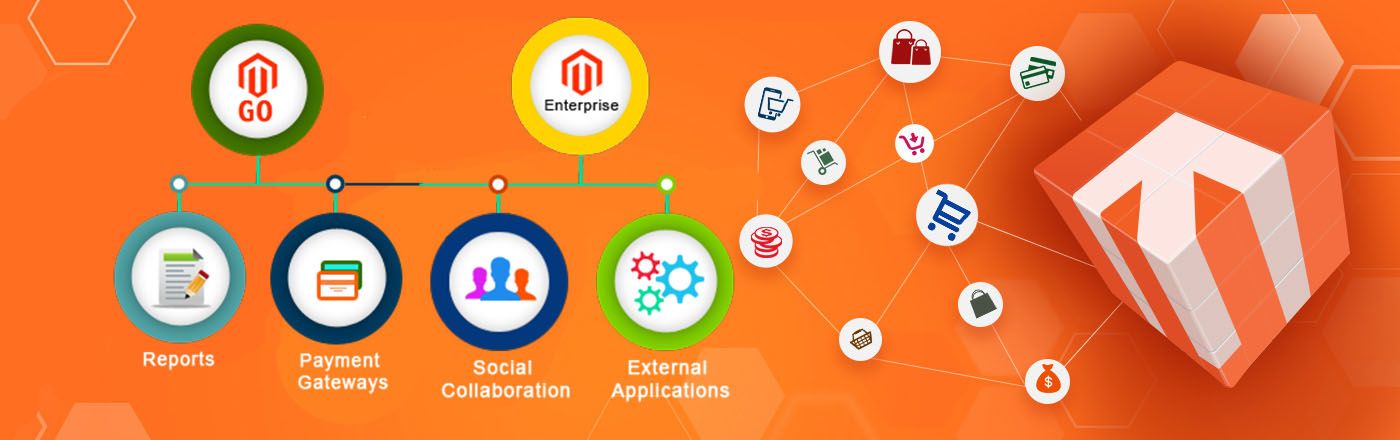 GO
Enterprise
Reports
Payment
Gateways
Social
Collaboration
External
Applications